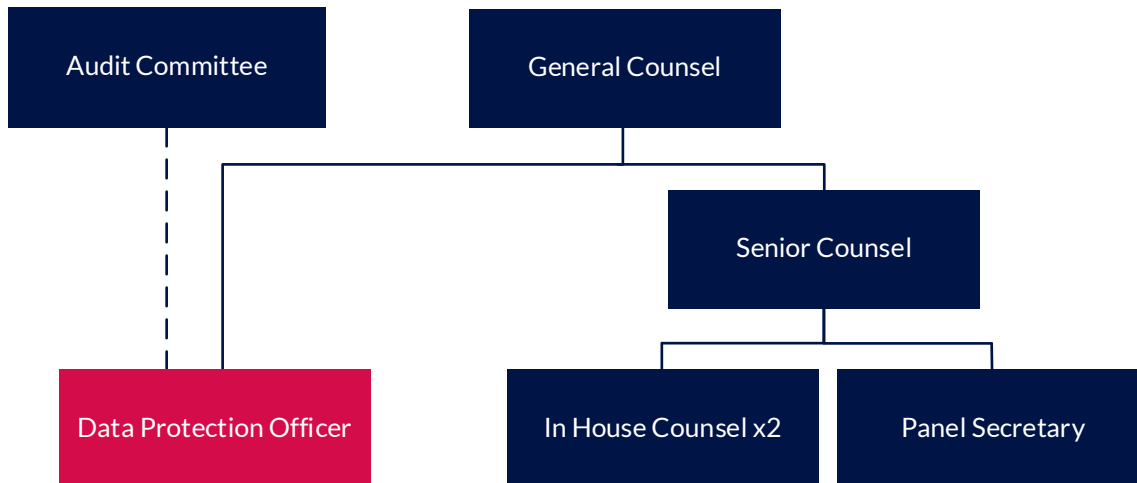 Audit Committee
General Counsel
Senior Counsel
Data Protection Officer
In House Counsel x2
Panel Secretary